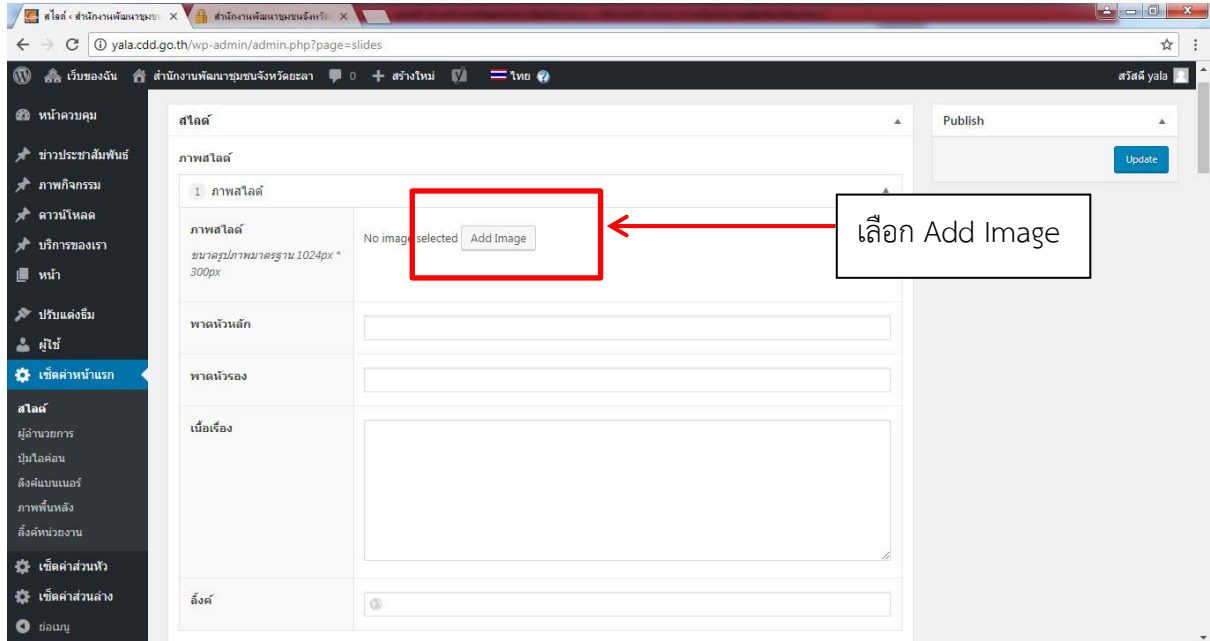 สไลด์ ‹ สำนักงานพัฒนาชุมช
สำนักงานพัฒนาชุมชนจังหวัด
yala.cdd.go.th/wp-admin/admin.php?page=slides
เว็บของฉัน สำนักงานพัฒนาชุมชนจังหวัดยะลา 0 + สร้างใหม่ ไทย
สวัสดี yala
หน้าควบคุม
ข่าวประชาสัมพันธ์
ภาพกิจกรรม
ดาวน์โหลด
บริการของเรา
หน้า
ปรับแต่งธีม
ผู้ใช้
เซ็ตค่าหน้าแรก
สไลด์
ผู้อำนวยการ
ปุ่มไอค่อน
ลิงค์แบนเนอร์
ภาพพื้นหลัง
ลิ้งค์หน่วยงาน
เซ็ตค่าส่วนหัว
เซ็ตค่าส่วนล่าง
ย่อเมนู
สไลด์
ภาพสไลด์
1 ภาพสไลด์
ภาพสไลด์
ขนาดรูปภาพมาตรฐาน 1024px *
300px
No image selected Add Image
พาดหัวหลัก
พาดหัวรอง
เนื้อเรื่อง
ลิ้งค์
Publish
Update
เลือก Add Image